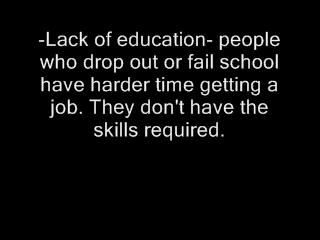 -Lack of education- people
who drop out or fail school
have harder time getting a
job. They don't have the
skills required.